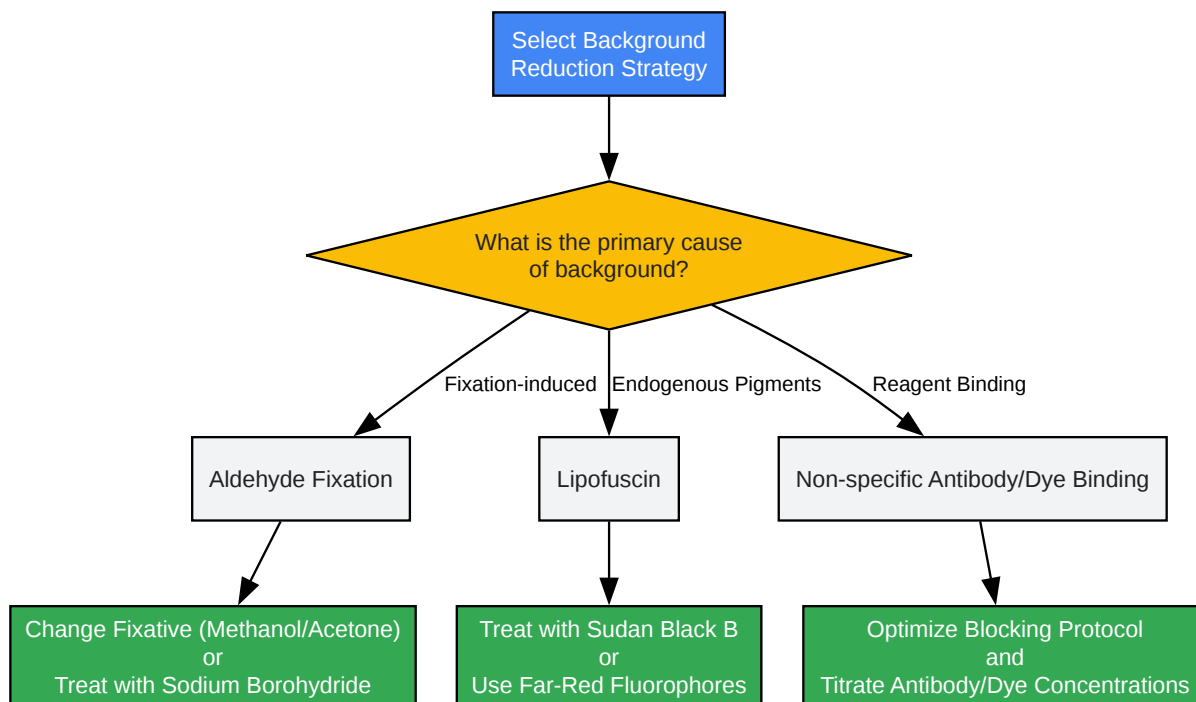 Select Background
Reduction Strategy
What is the primary cause
of background?
Fixation-induced
Endogenous Pigments
Reagent Binding
Aldehyde Fixation
Lipofuscin
Non-specific Antibody/Dye Binding
Change Fixative (Methanol/Acetone)
or
Treat with Sodium Borohydride
Treat with Sudan Black B
or
Use Far-Red Fluorophores
Optimize Blocking Protocol
and
Titrate Antibody/Dye Concentrations